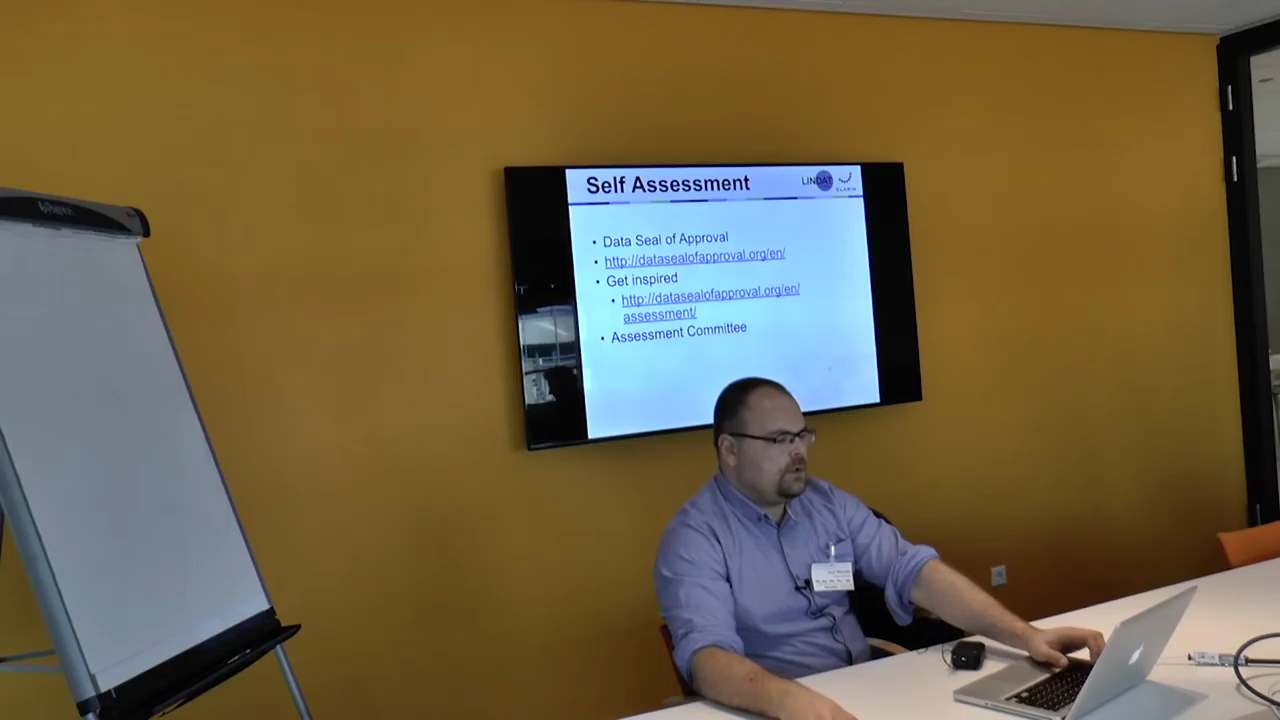 Self Assessment
LINDAT
CLARIN
Data Seal of Approval
http://datasealofapproval.org/en/
Get inspired
http://datasealofapproval.org/en/
assessment/
Assessment Committee